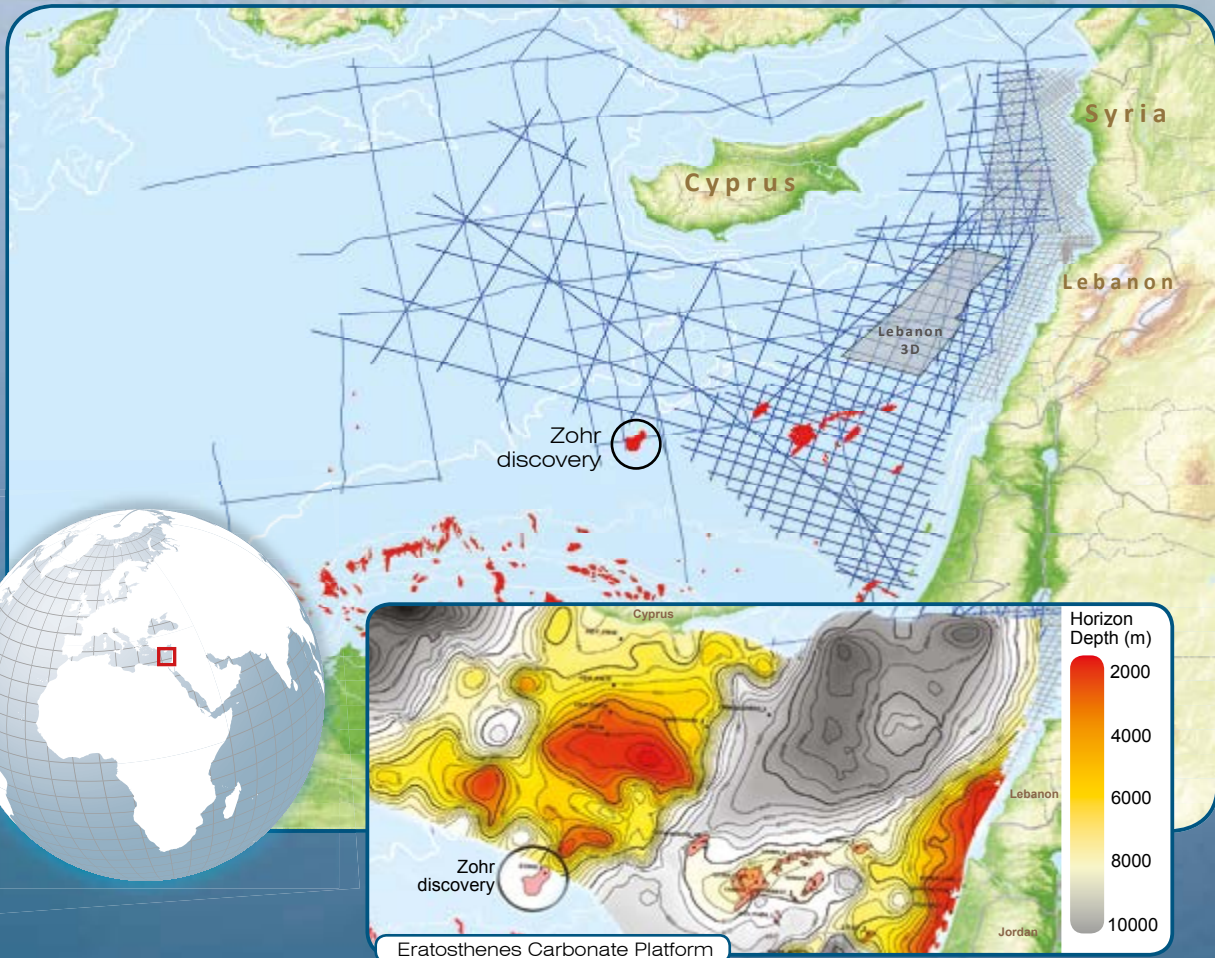 Syria
Cyprus
Lebanon
Lebanon
3D
Zohr
discovery
Cyprus
Horizon
Depth (m)
2000
4000
6000
8000
10000
Lebanon
Zohr
discovery
Jordan
Eratosthenes Carbonate Platform